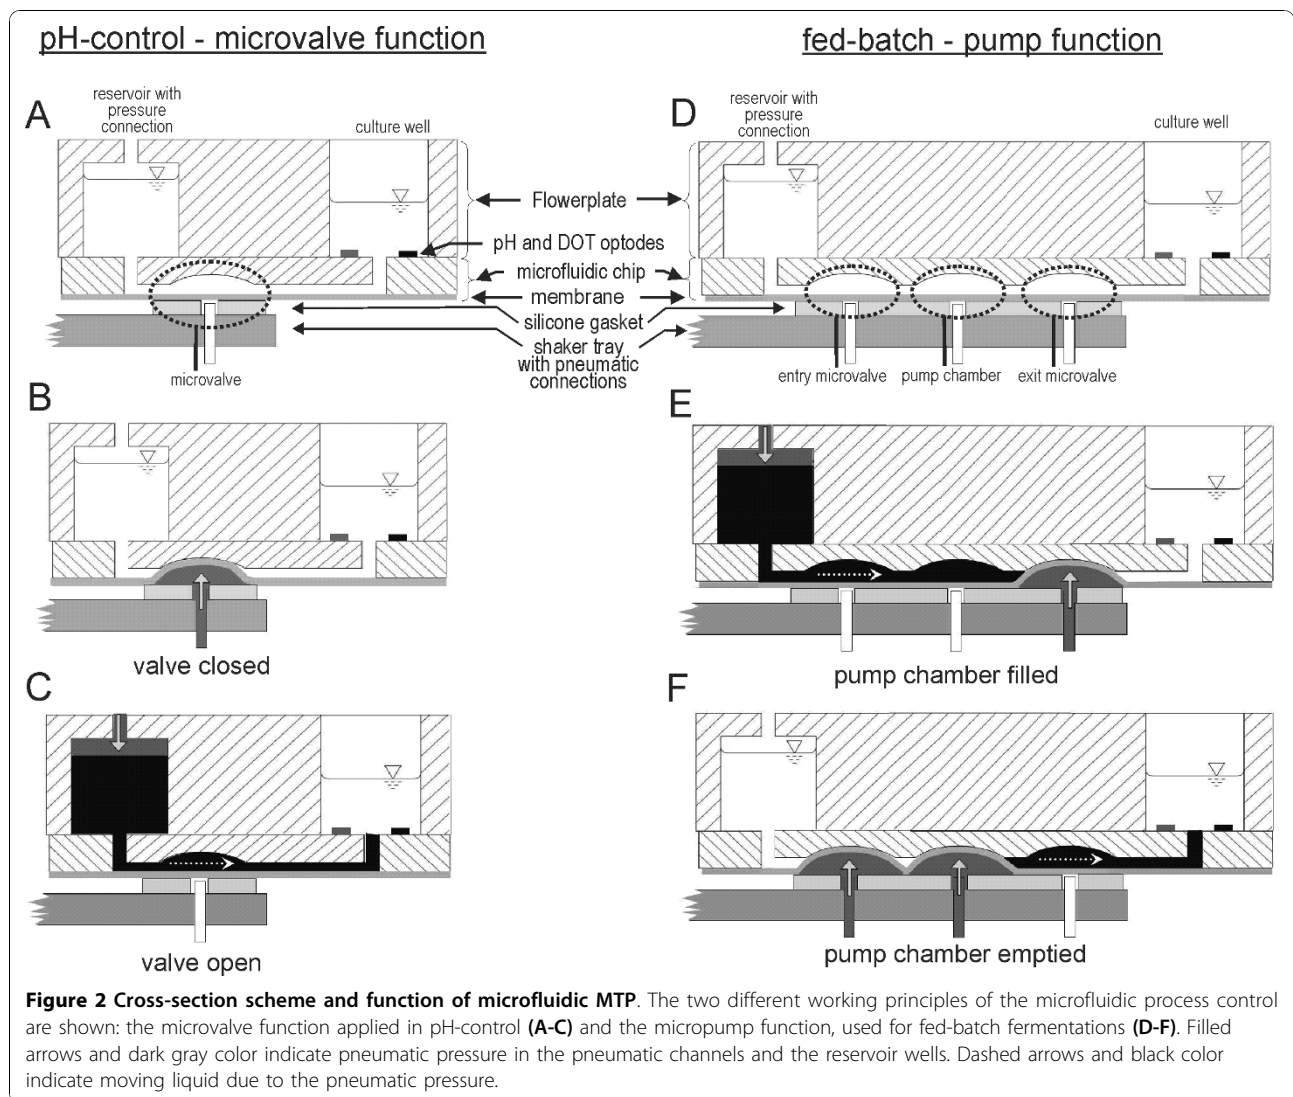 pH-control - microvalve function
fed-batch - pump function
A
reservoir with
pressure
connection
culture well
Flowerplate
pH and DOT optodes
microfluidic chip
membrane
silicone gasket
shaker tray
with pneumatic
connections
microvalve
D
reservoir with
pressure
connection
culture well
entry microvalve
pump chamber
exit microvalve
B
valve closed
E
pump chamber filled
C
valve open
F
pump chamber emptied
Figure 2 Cross-section scheme and function of microfluidic MTP. The two different working principles of the microfluidic process control
are shown: the microvalve function applied in pH-control (A-C) and the micropump function, used for fed-batch fermentations (D-F). Filled
arrows and dark gray color indicate pneumatic pressure in the pneumatic channels and the reservoir wells. Dashed arrows and black color
indicate moving liquid due to the pneumatic pressure.